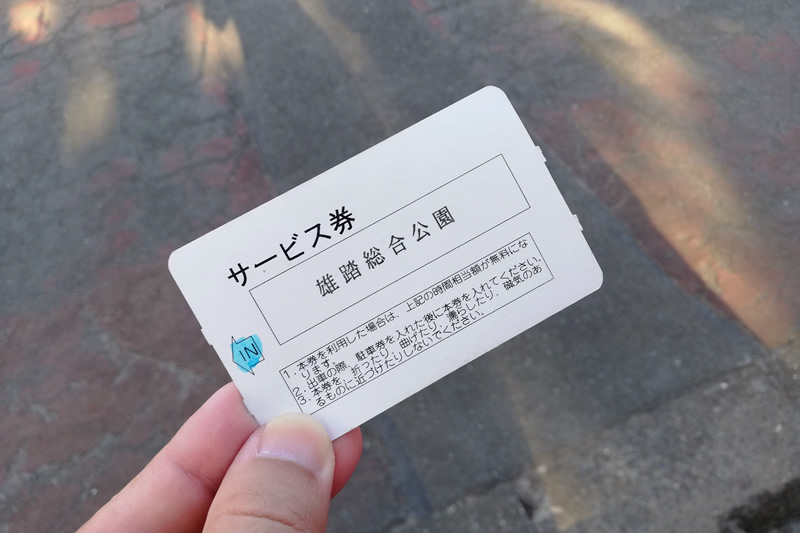 サービス券
雄踏総合公園
IN
1．本券を利用した場合は、上記の時間相当額が無料にな
ります。
2．出車の際、駐車券を入れた後に本券を入れてください。
3．本券を、折ったり、曲げたり、濡らしたり、磁気のあ
るものに近づけたりしないでください。